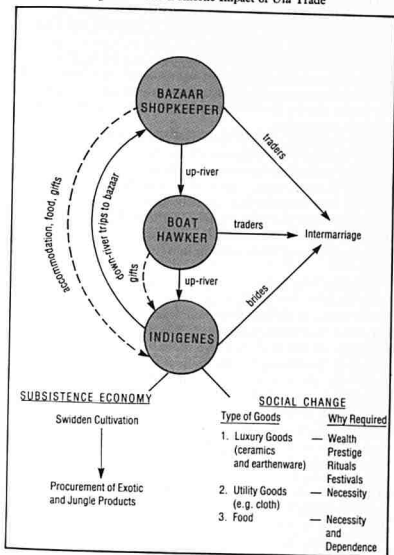 Impact of Ulu Trade
BAZAAR
SHOPKEEPER
traders
up-river
accommodation, food, gifts
down-river trips to bazaar
BOAT
HAWKER
traders
Intermarriage
gifts
up-river
brides
INDIGENES
SUBSISTENCE ECONOMY
Swidden Cultivation
Procurement of Exotic
and Jungle Products
SOCIAL CHANGE
Type of Goods Why Required
1. Luxury Goods — Wealth
(ceramics Prestige
and earthenware) Rituals
Festivals
2. Utility Goods — Necessity
(e.g. cloth)
3. Food — Necessity
and
Dependence